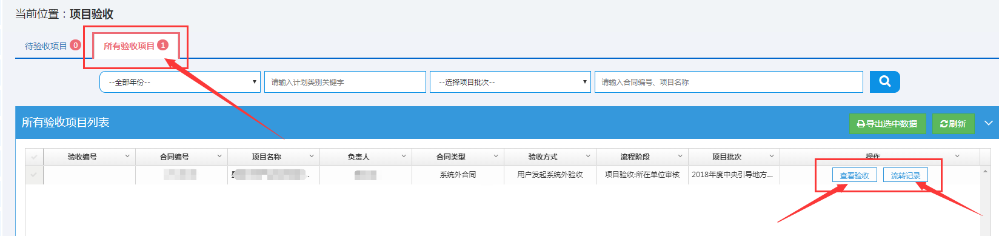 当前位置：项目验收
待验收项目 0 所有验收项目 1
--全部年份-- 请输入计划类别关键字 --选择项目批次-- 请输入合同编号、项目名称
所有验收项目列表 导出选中数据 刷新
验收编号 合同编号 项目名称 负责人 合同类型 验收方式 流程阶段 项目批次 操作
... 系统外合同 用户发起系统外验收 项目验收:所在单位审核 2018年度中央引导地方... 查看验收 流转记录